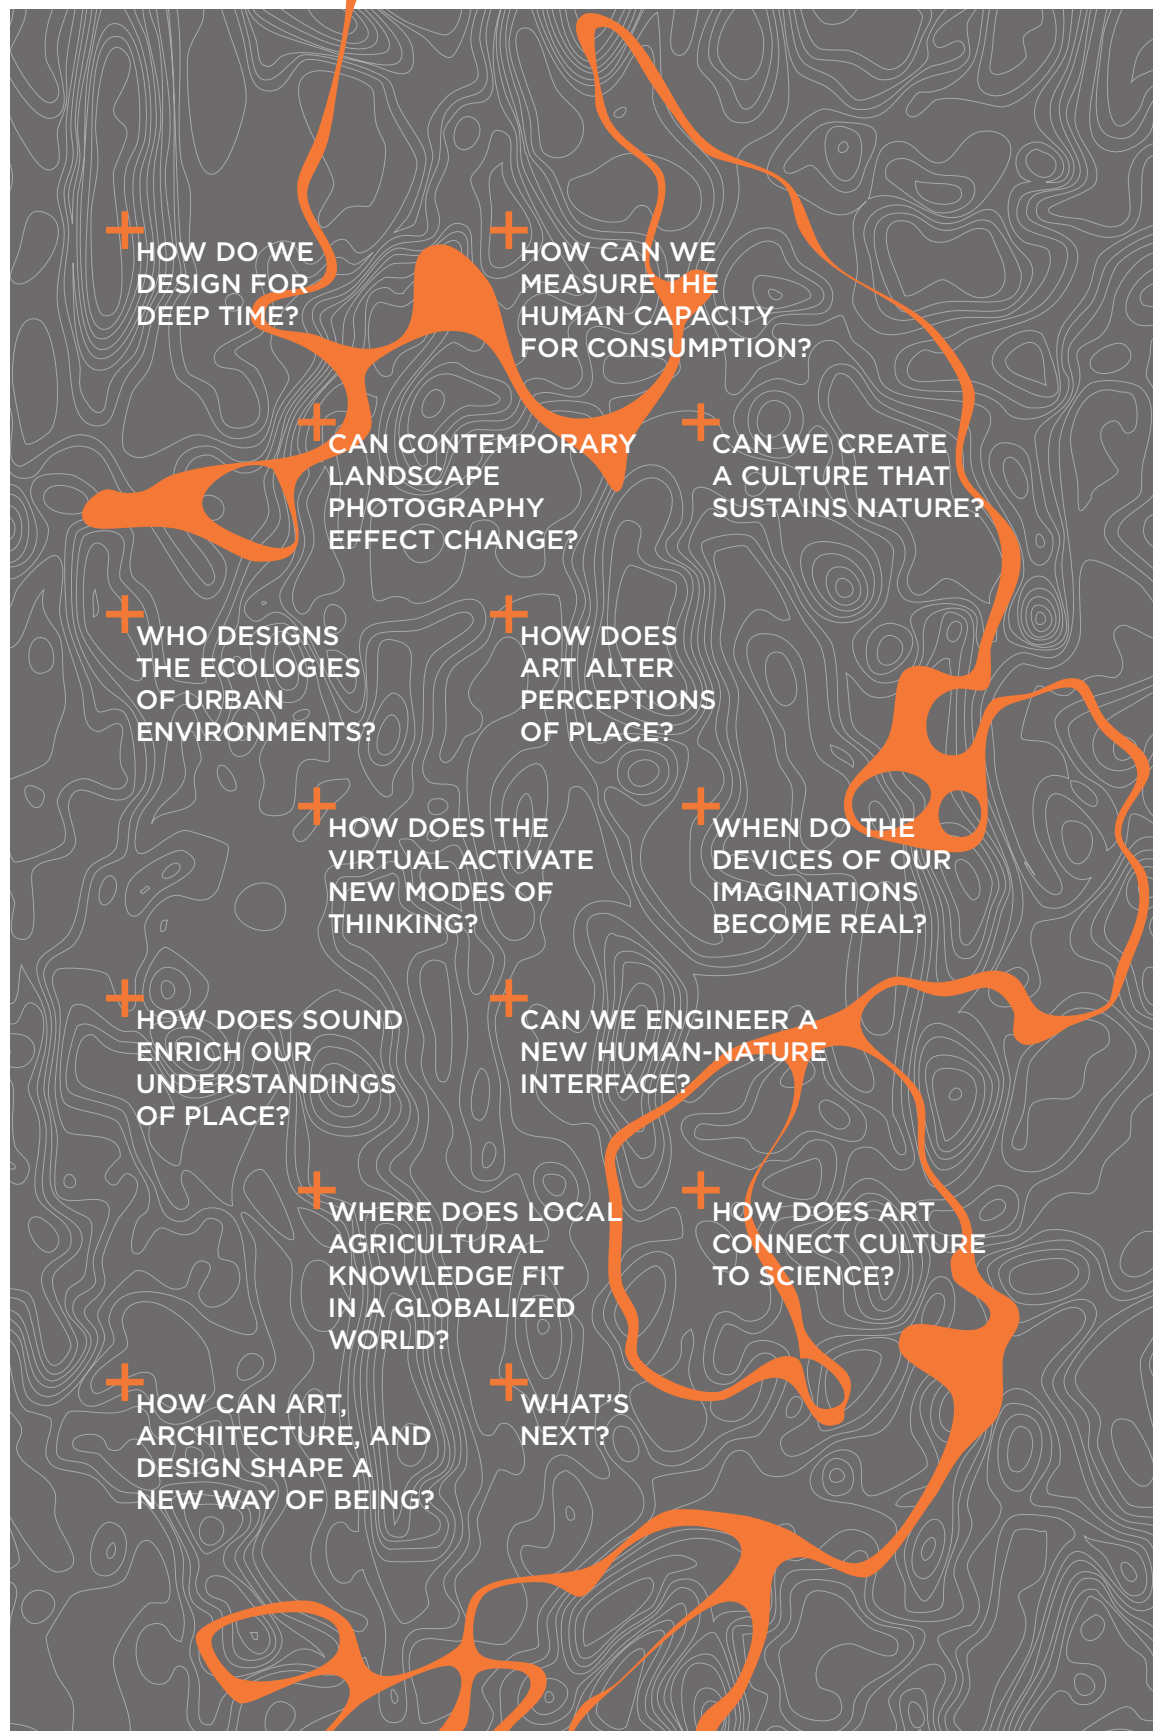 HOW DO WE
DESIGN FOR
DEEP TIME?
HOW CAN WE
MEASURE THE
HUMAN CAPACITY
FOR CONSUMPTION?
CAN CONTEMPORARY
LANDSCAPE
PHOTOGRAPHY
EFFECT CHANGE?
CAN WE CREATE
A CULTURE THAT
SUSTAINS NATURE?
WHO DESIGNS
THE ECOLOGIES
OF URBAN
ENVIRONMENTS?
HOW DOES
ART ALTER
PERCEPTIONS
OF PLACE?
HOW DOES THE
VIRTUAL ACTIVATE
NEW MODES OF
THINKING?
WHEN DO THE
DEVICES OF OUR
IMAGINATIONS
BECOME REAL?
HOW DOES SOUND
ENRICH OUR
UNDERSTANDINGS
OF PLACE?
CAN WE ENGINEER A
NEW HUMAN-NATURE
INTERFACE?
WHERE DOES LOCAL
AGRICULTURAL
KNOWLEDGE FIT
IN A GLOBALIZED
WORLD?
HOW DOES ART
CONNECT CULTURE
TO SCIENCE?
HOW CAN ART,
ARCHITECTURE, AND
DESIGN SHAPE A
NEW WAY OF BEING?
WHAT’S
NEXT?